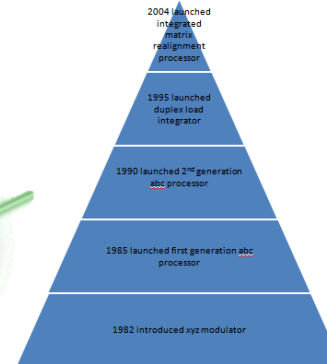 2004 launched
integrated
matrix
realignment
processor
1995 launched
duplex load
integrator
1990 launched 2nd generation
abc processor
1985 launched first generation abc
processor
1982 introduced xyz modulator